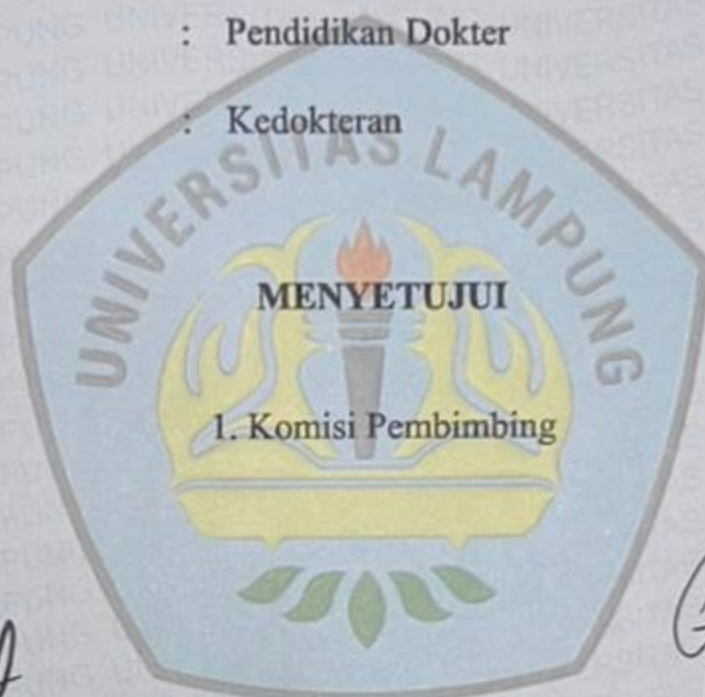 : Pendidikan Dokter
: Kedokteran
UNIVERSITAS LAMPUNG
MENYETUJUI
1. Komisi Pembimbing